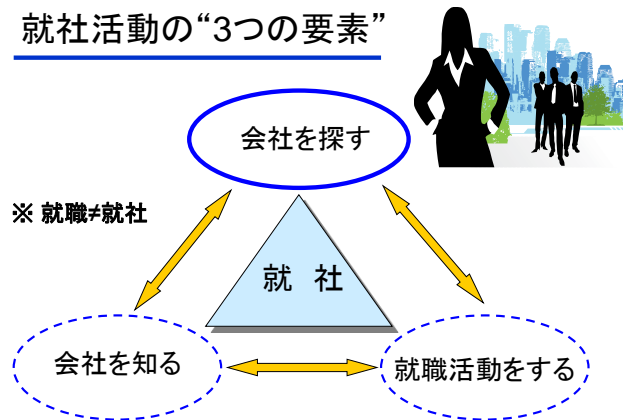 就社活動の“3つの要素”
会社を探す
※ 就職≠就社
就 社
会社を知る
就職活動をする